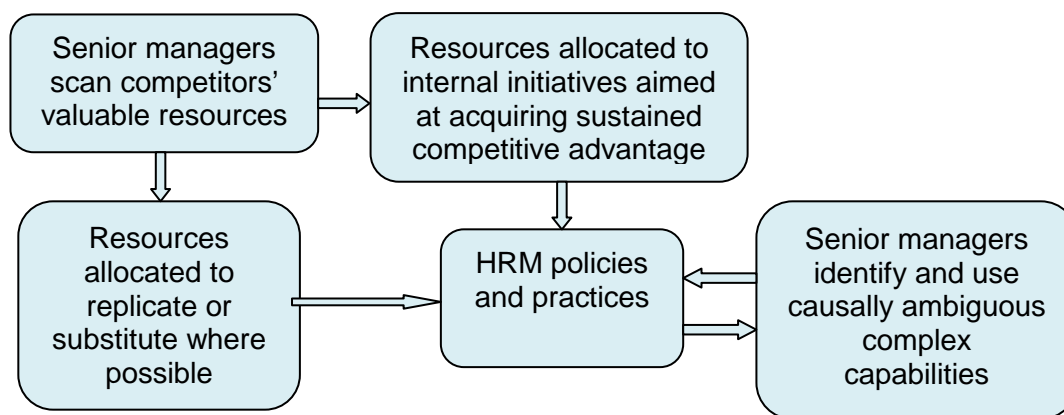 Senior managers
scan competitors’
valuable resources
Resources allocated to
internal initiatives aimed
at acquiring sustained
competitive advantage
Resources
allocated to
replicate or
substitute where
possible
HRM policies
and practices
Senior managers
identify and use
causally ambiguous
complex
capabilities